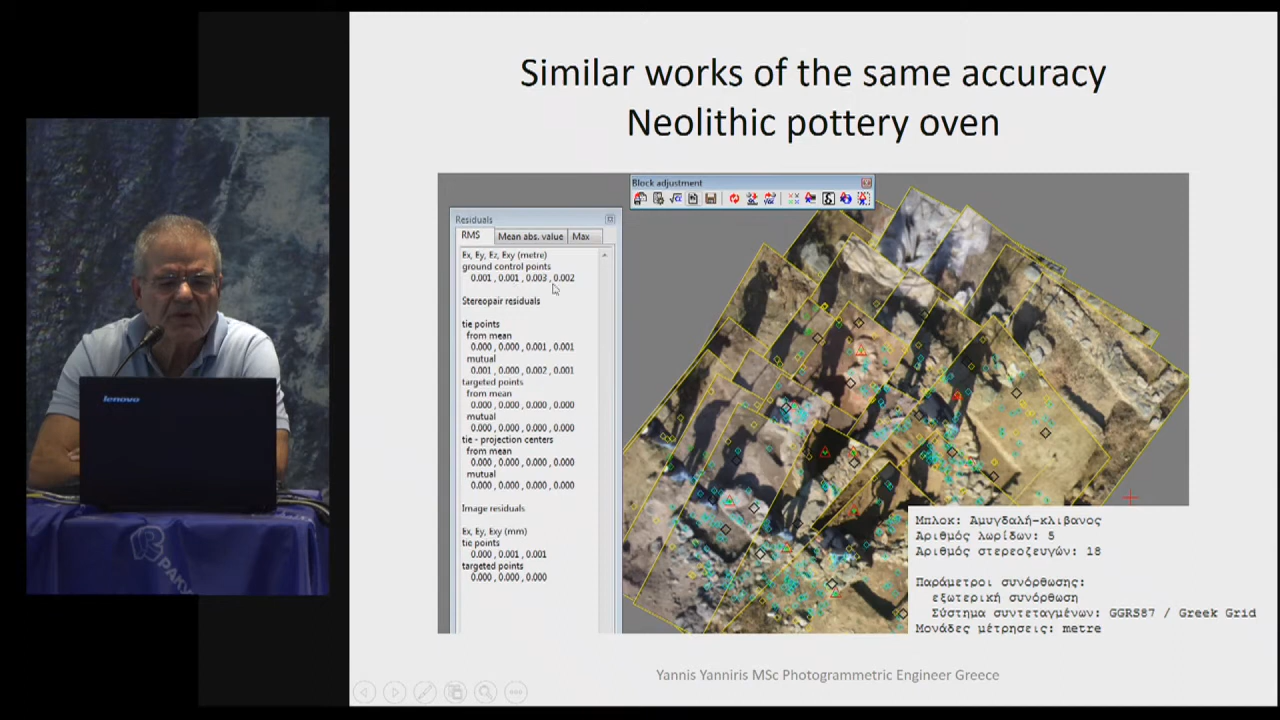 Similar works of the same accuracy
Neolithic pottery oven
Block adjustment
Residuals
RMS Mean abs. value Max
Ex, Ey, Ez, Exy (metre)
ground control points
0.001 , 0.001 , 0.003 , 0.002
Stereopair residuals
tie points
from mean
0.000 , 0.000 , 0.001 , 0.001
mutual
0.001 , 0.000 , 0.002 , 0.001
targeted points
from mean
0.000 , 0.000 , 0.000 , 0.000
mutual
0.000 , 0.000 , 0.000 , 0.000
tie - projection centers
from mean
0.000 , 0.000 , 0.000 , 0.000
mutual
0.000 , 0.000 , 0.000 , 0.000
Image residuals
Ex, Ey, Exy (mm)
tie points
0.000 , 0.001 , 0.001
targeted points
0.000 , 0.000 , 0.000
Μπλοκ: Αμυγδαλή-κλιβανος
Αριθμός λωρίδων: 5
Αριθμός στερεοζευγών: 18
Παράμετροι συνόρθωσης:
εξωτερική συνόρθωση
Σύστημα συντεταγμένων: GGRS87 / Greek Grid
Μονάδες μέτρησεις: metre
Yannis Yanniris MSc Photogrammetric Engineer Greece
lenovo